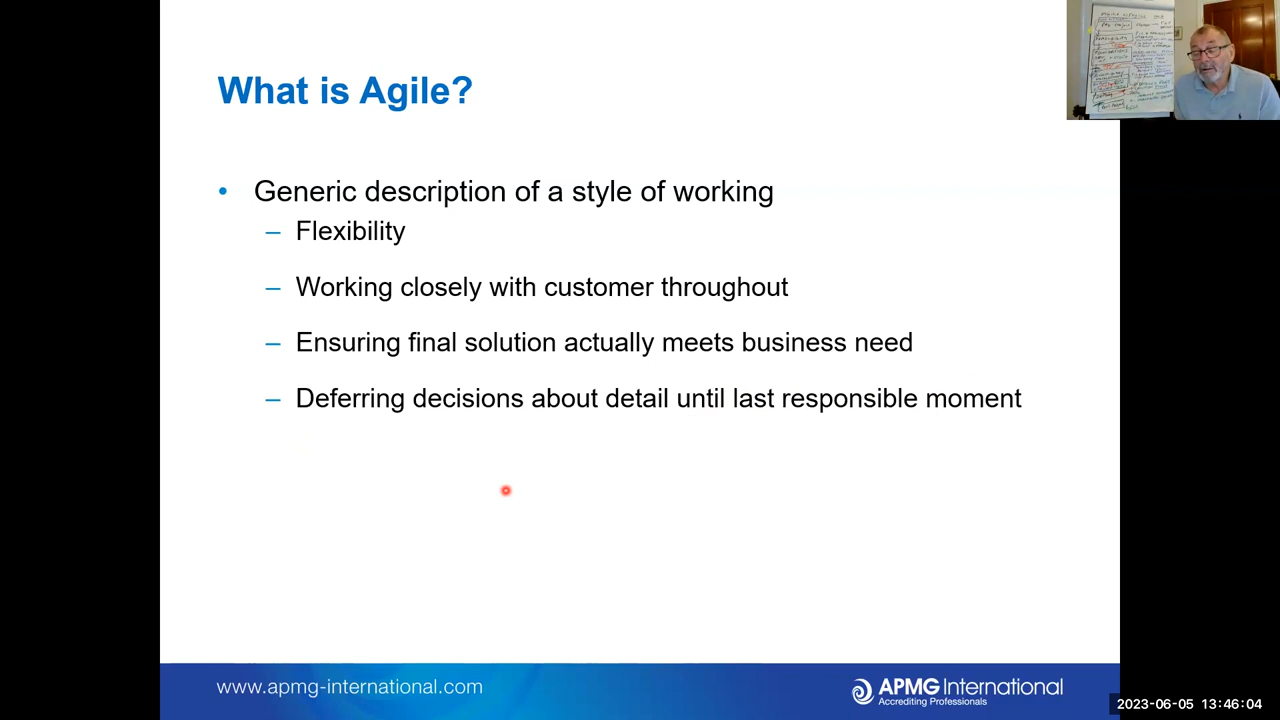 What is Agile?
• Generic description of a style of working
– Flexibility
– Working closely with customer throughout
– Ensuring final solution actually meets business need
– Deferring decisions about detail until last responsible moment
www.apmg-international.com
APMG International
Accrediting Professionals
2023-06-05 13:46:04